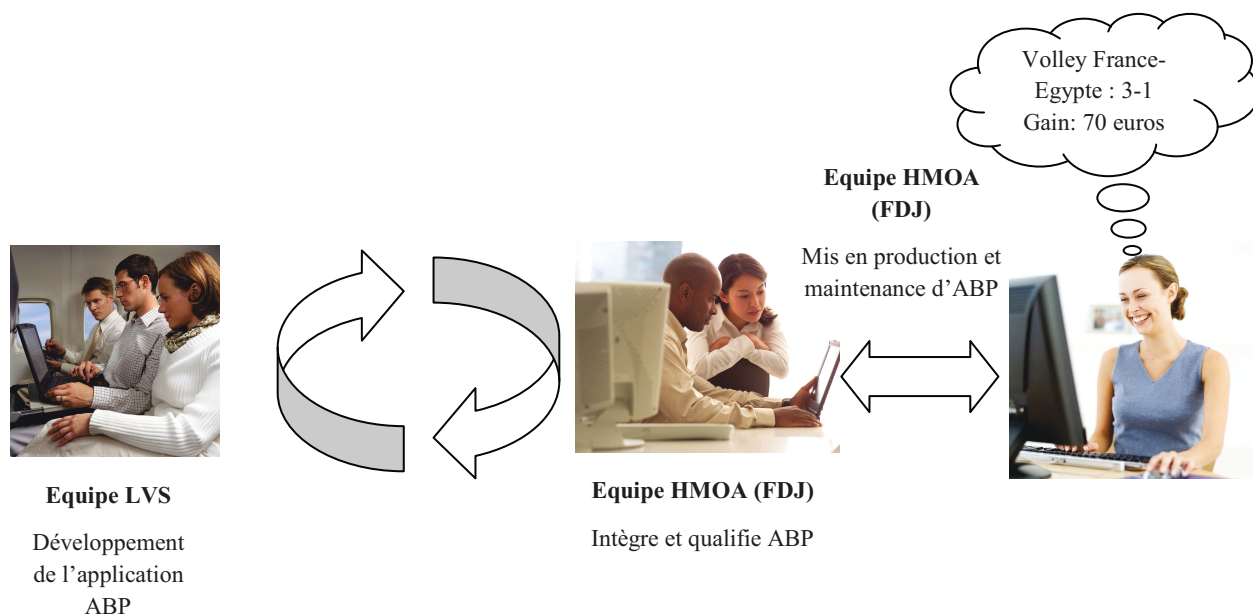 Volley France-
Egypte : 3-1
Gain: 70 euros
Equipe HMOA
(FDJ)
Mis en production et
maintenance d’ABP
Equipe LVS
Développement
de l’application
ABP
Equipe HMOA (FDJ)
Intègre et qualifie ABP